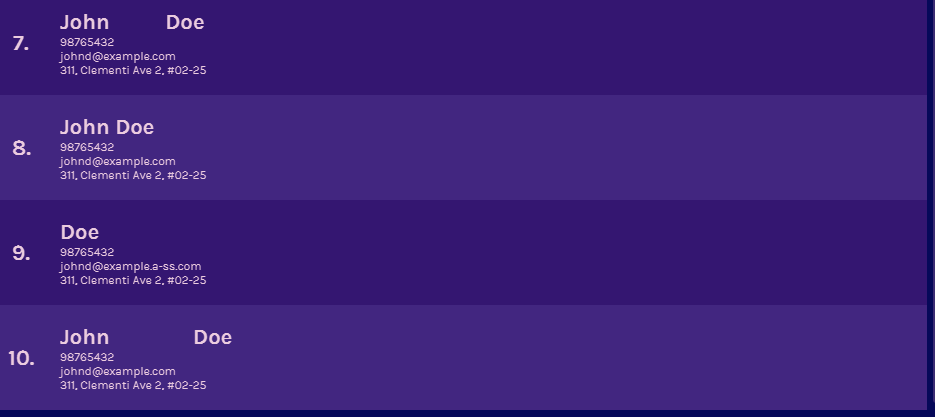 7.
John          Doe
98765432
johnd@example.com
311, Clementi Ave 2, #02-25
8.
John Doe
98765432
johnd@example.com
311, Clementi Ave 2, #02-25
9.
Doe
98765432
johnd@example.a-ss.com
311, Clementi Ave 2, #02-25
10.
John               Doe
98765432
johnd@example.com
311, Clementi Ave 2, #02-25